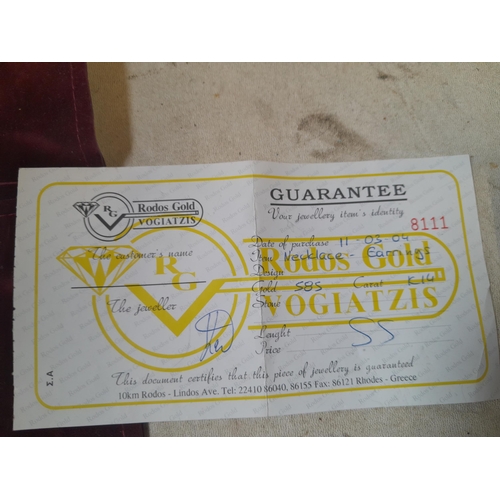 RG
Rodos Gold
VOGIATZIS
GUARANTEE
Your jewellery item's identity
8111
The customer's name
Date of purchase 11-05-04
Item Necklace - Earrings
Design
Gold 585 Carat K14
Stone
RG
Rodos Gold
VOGIATZIS
The jeweller
Lenght
Price
This document certifies that this piece of jewellery is guaranteed
10km Rodos - Lindos Ave. Tel: 22410 86040, 86155 Fax: 86121 Rhodes - Greece
Σ.Α.